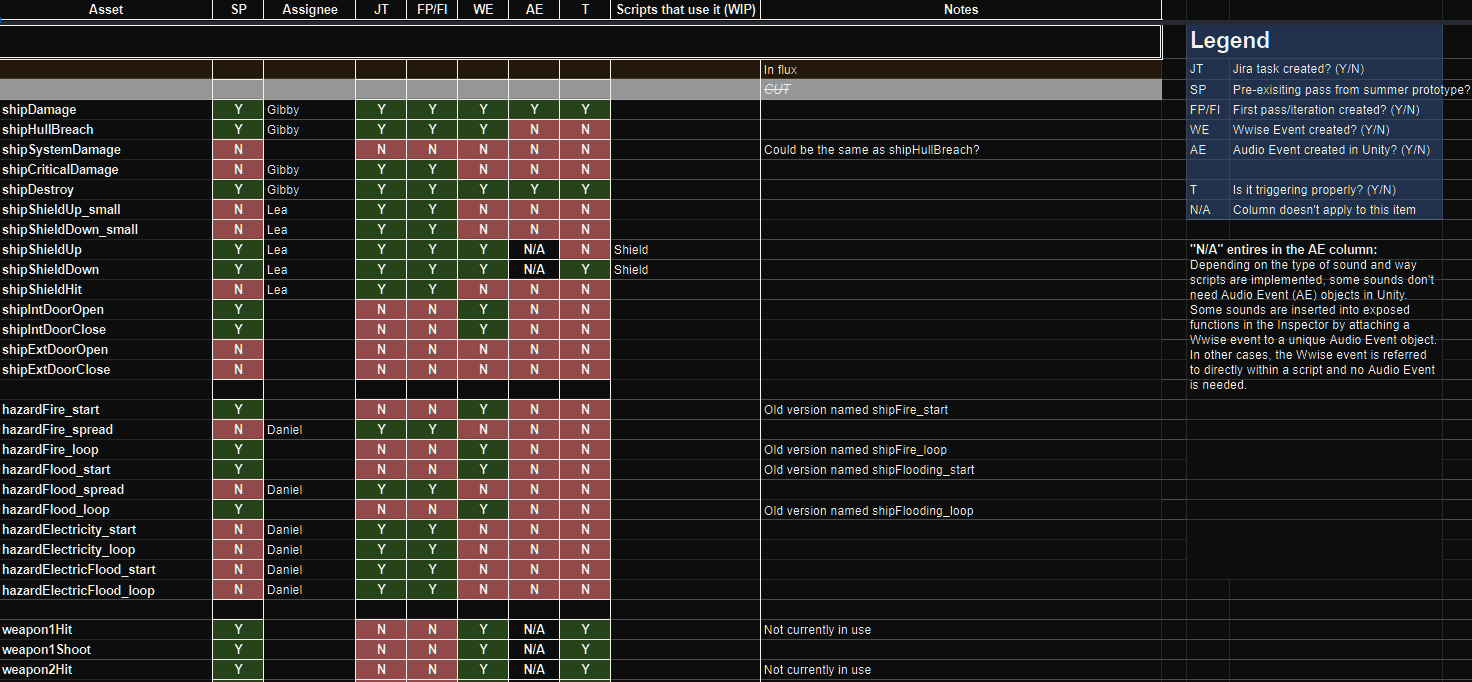 Asset SP Assignee JT FP/FI WE AE T Scripts that use it (WIP) Notes
In flux
CUT
shipDamage Y Gibby Y Y Y Y Y
shipHullBreach Y Gibby Y Y Y N N
shipSystemDamage N N N N N N Could be the same as shipHullBreach?
shipCriticalDamage N Gibby Y Y N N N
shipDestroy Y Gibby Y Y Y Y Y
shipShieldUp_small N Lea Y Y N N N
shipShieldDown_small N Lea Y Y N N N
shipShieldUp Y Lea Y Y Y N/A N Shield
shipShieldDown Y Lea Y Y Y N/A Y Shield
shipShieldHit N Lea Y Y N N N
shipIntDoorOpen Y N N Y N N
shipIntDoorClose Y N N Y N N
shipExtDoorOpen N N N N N N
shipExtDoorClose N N N N N N
hazardFire_start Y N N Y N N Old version named shipFire_start
hazardFire_spread N Daniel Y Y N N N
hazardFire_loop Y N N Y N N Old version named shipFire_loop
hazardFlood_start Y N N Y N N Old version named shipFlooding_start
hazardFlood_spread N Daniel Y Y N N N
hazardFlood_loop Y N N Y N N Old version named shipFlooding_loop
hazardElectricity_start N Daniel Y Y N N N
hazardElectricity_loop N Daniel Y Y N N N
hazardElectricFlood_start N Daniel Y Y N N N
hazardElectricFlood_loop N Daniel Y Y N N N
weapon1Hit Y N N Y N/A Y Not currently in use
weapon1Shoot Y N N Y N/A Y
weapon2Hit Y N N Y N/A Y Not currently in use
Legend
JT Jira task created? (Y/N)
SP Pre-exisiting pass from summer prototype?
FP/FI First pass/iteration created? (Y/N)
WE Wwise Event created? (Y/N)
AE Audio Event created in Unity? (Y/N)
T Is it triggering properly? (Y/N)
N/A Column doesn't apply to this item
"N/A" entires in the AE column:
Depending on the type of sound and way
scripts are implemented, some sounds don't
need Audio Event (AE) objects in Unity.
Some sounds are inserted into exposed
functions in the Inspector by attaching a
Wwise event to a unique Audio Event object.
In other cases, the Wwise event is referred
to directly within a script and no Audio Event
is needed.